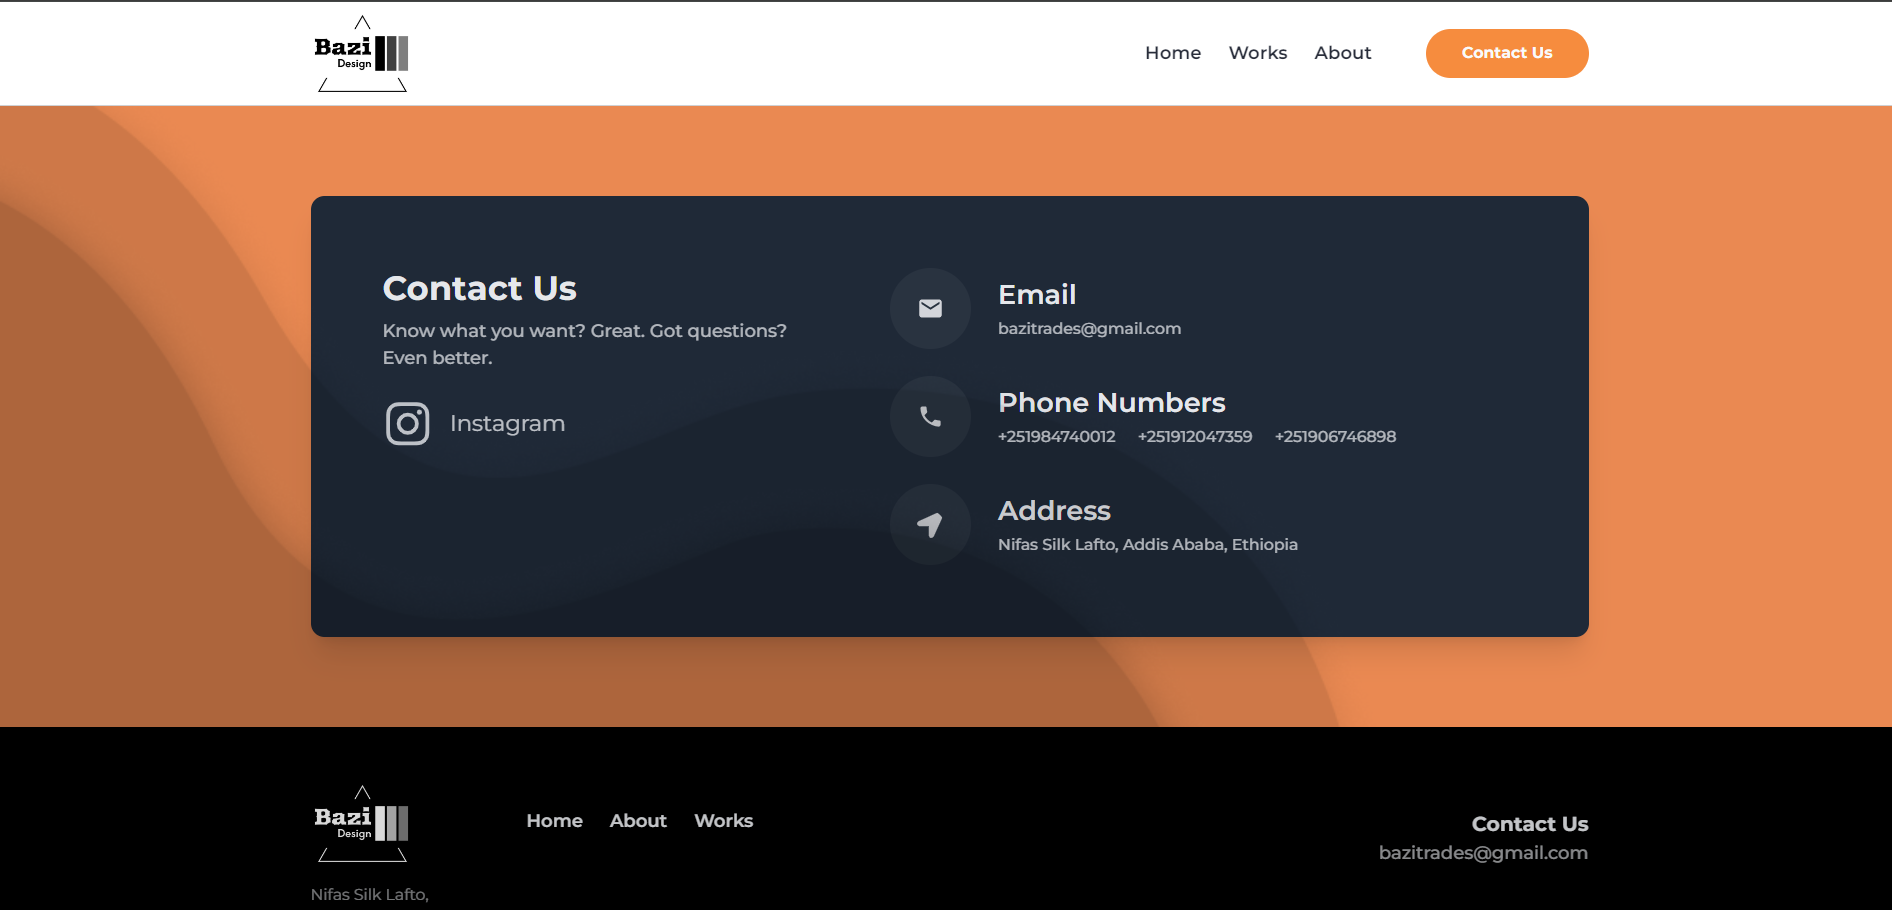 Bazi
Design
Home Works About Contact Us
Contact Us
Know what you want? Great. Got questions?
Even better.
Instagram
Email
bazitrades@gmail.com
Phone Numbers
+251984740012 +251912047359 +251906746898
Address
Nifas Silk Lafto, Addis Ababa, Ethiopia
Bazi
Design
Nifas Silk Lafto,
Home About Works
Contact Us
bazitrades@gmail.com